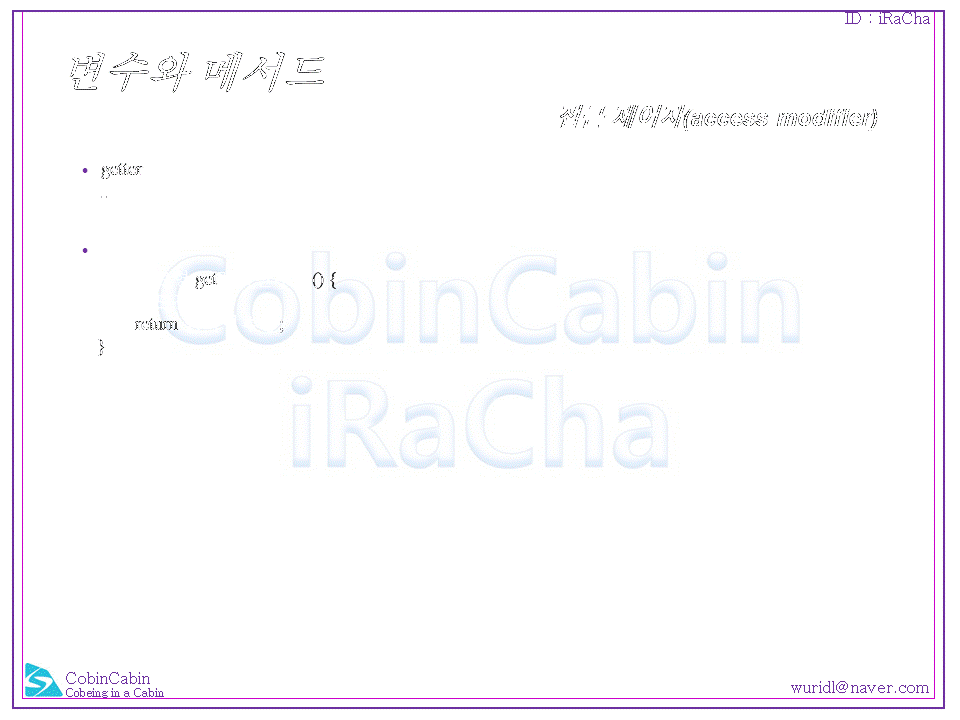 ID : iRaCha
변수와 메서드
접근 제어자(access modifier)
• getter
..
•
get () {
return ;
}
CobinCabin
iRaCha
CobinCabin
Cobeing in a Cabin
wuridl@naver.com